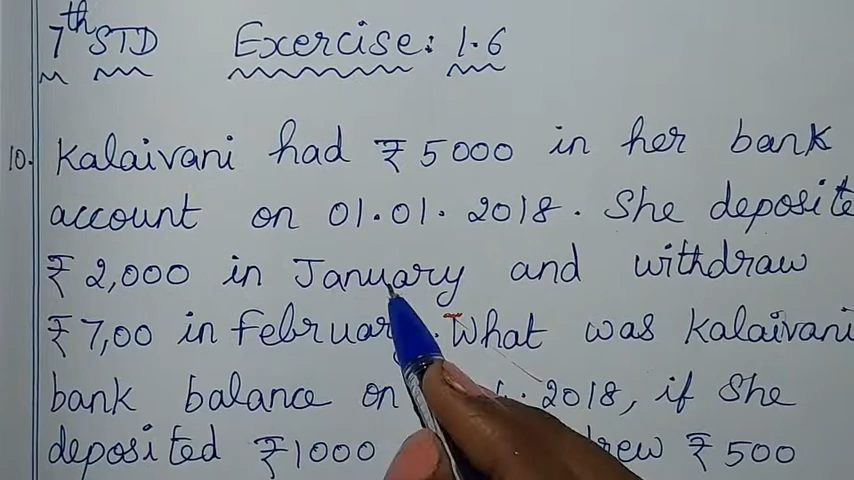 7th STD Exercise: 1.6
10. Kalaivani had ₹ 5000 in her bank
account on 01.01.2018. She deposite
₹ 2,000 in January and withdraw
₹ 7,00 in February. What was Kalaivani
bank balance on 2018, if She
deposited ₹1000 ₹ 500